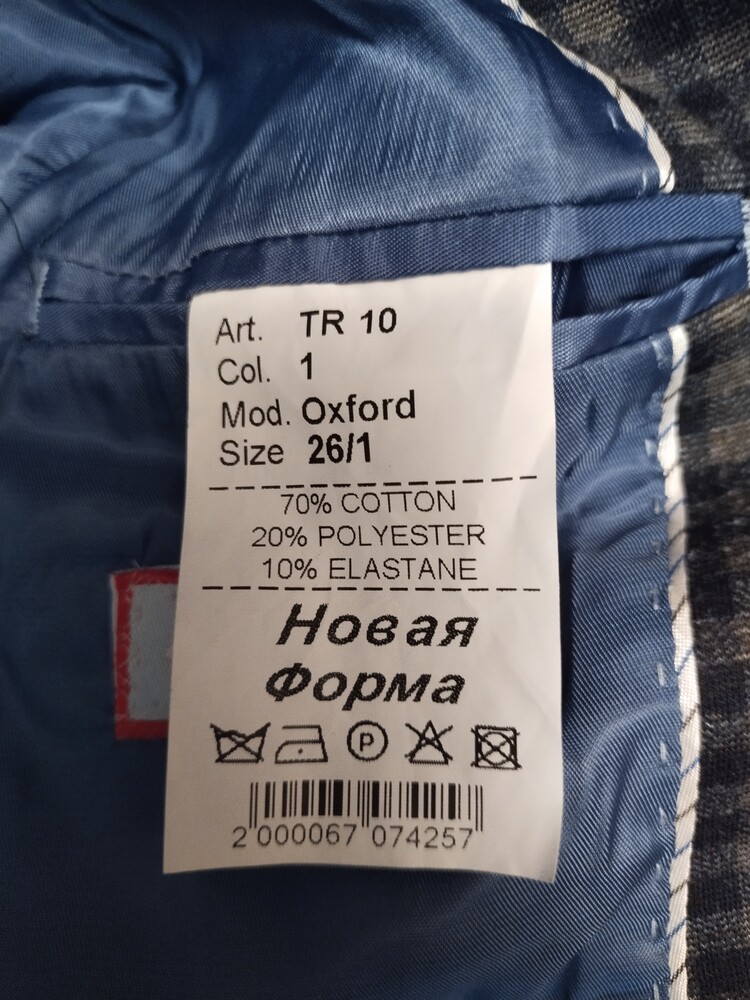 Art. TR 10
Col. 1
Mod. Oxford
Size 26/1
70% COTTON
20% POLYESTER
10% ELASTANE
Новая
Форма
P
2 000067 074257